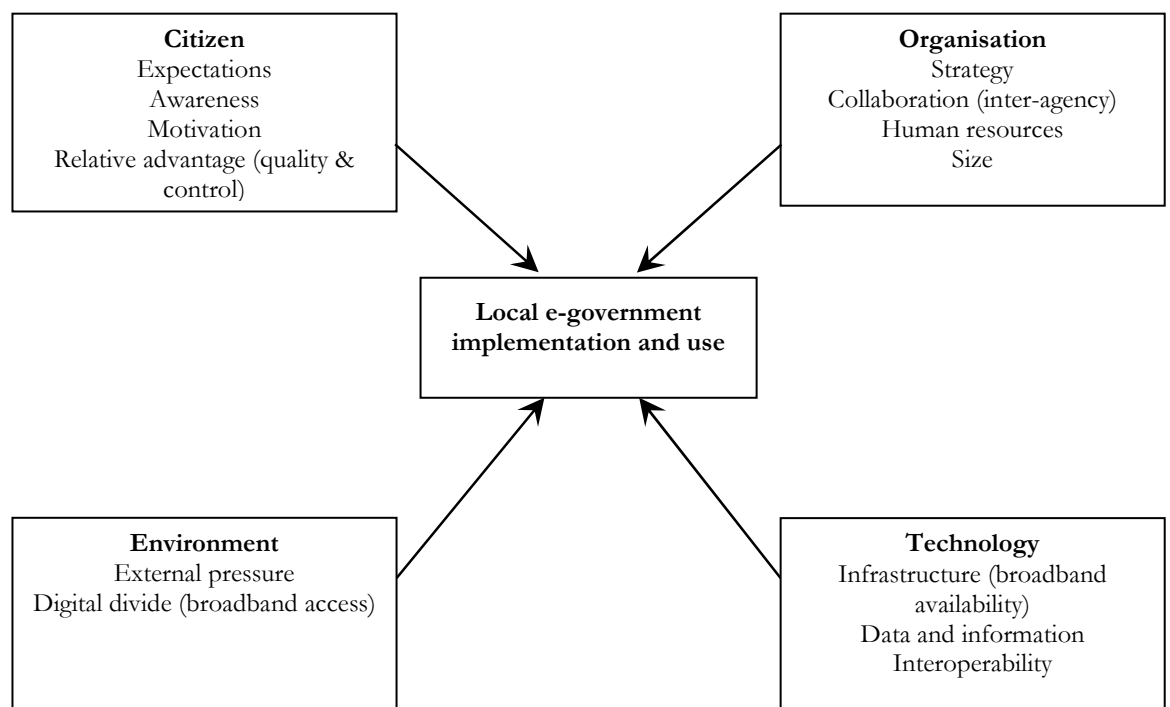 Citizen
Expectations
Awareness
Motivation
Relative advantage (quality &
control)
Organisation
Strategy
Collaboration (inter-agency)
Human resources
Size
Local e-government
implementation and use
Environment
External pressure
Digital divide (broadband access)
Technology
Infrastructure (broadband
availability)
Data and information
Interoperability